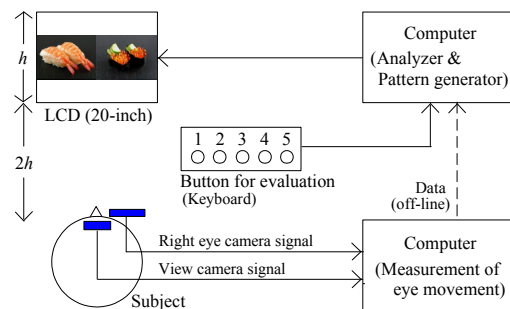 h
LCD (20-inch)
2h
Computer
(Analyzer &
Pattern generator)
1 2 3 4 5
Button for evaluation
(Keyboard)
Data
(off-line)
Right eye camera signal
View camera signal
Subject
Computer
(Measurement of
eye movement)